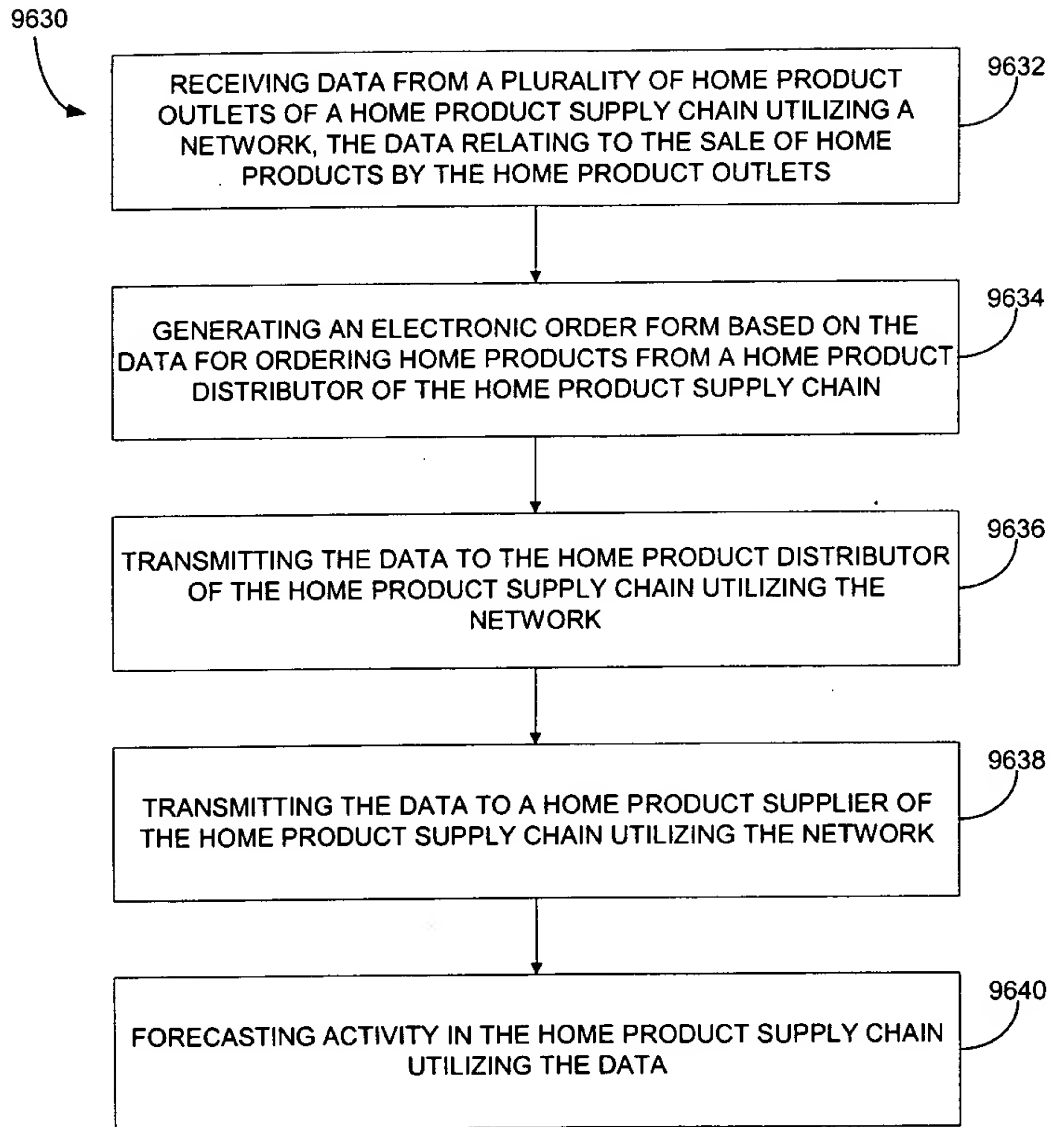 9630
9632
RECEIVING DATA FROM A PLURALITY OF HOME PRODUCT
OUTLETS OF A HOME PRODUCT SUPPLY CHAIN UTILIZING A
NETWORK, THE DATA RELATING TO THE SALE OF HOME
PRODUCTS BY THE HOME PRODUCT OUTLETS
9634
GENERATING AN ELECTRONIC ORDER FORM BASED ON THE
DATA FOR ORDERING HOME PRODUCTS FROM A HOME PRODUCT
DISTRIBUTOR OF THE HOME PRODUCT SUPPLY CHAIN
9636
TRANSMITTING THE DATA TO THE HOME PRODUCT DISTRIBUTOR
OF THE HOME PRODUCT SUPPLY CHAIN UTILIZING THE
NETWORK
9638
TRANSMITTING THE DATA TO A HOME PRODUCT SUPPLIER OF
THE HOME PRODUCT SUPPLY CHAIN UTILIZING THE NETWORK
9640
FORECASTING ACTIVITY IN THE HOME PRODUCT SUPPLY CHAIN
UTILIZING THE DATA